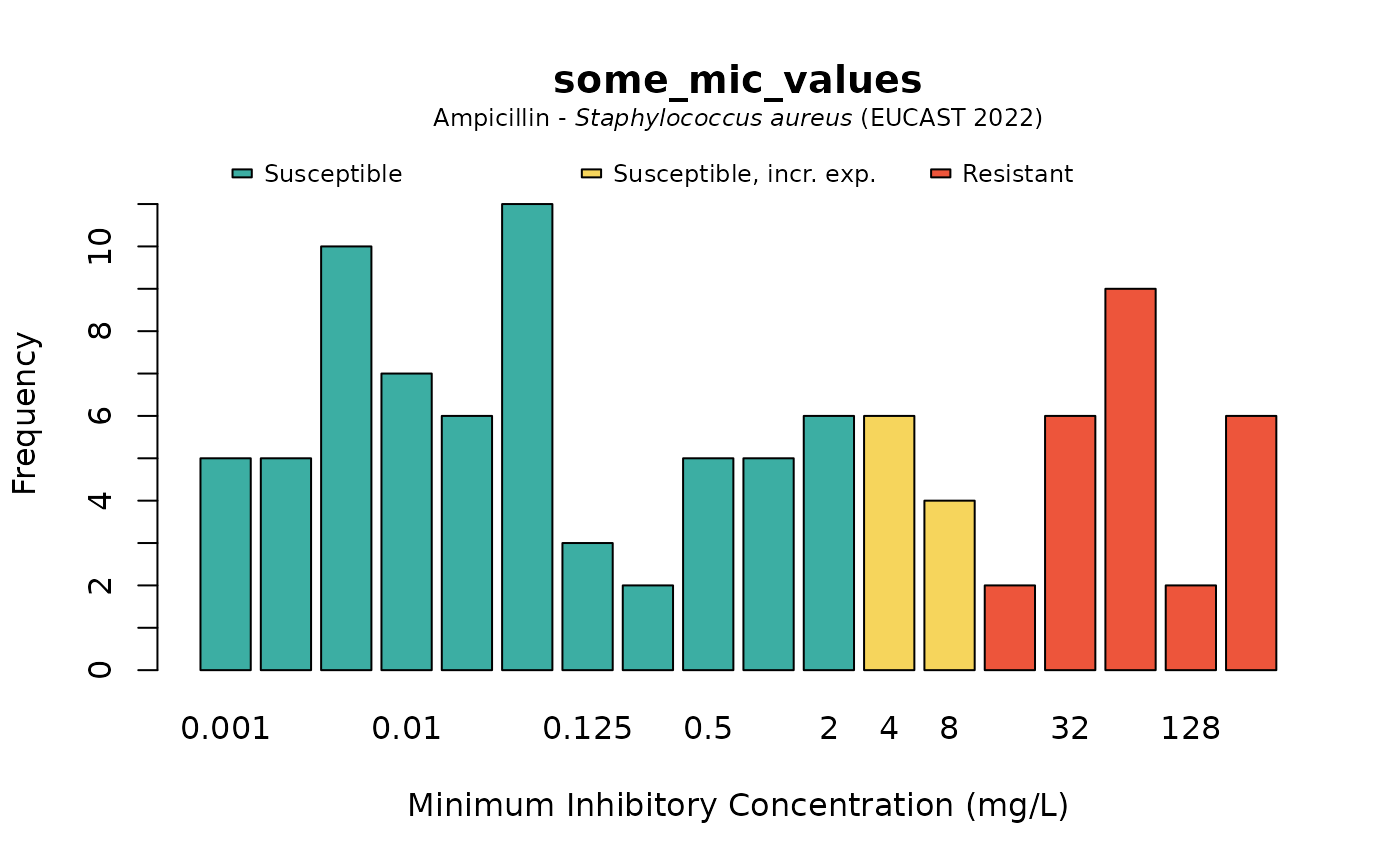 some_mic_values
Ampicillin - Staphylococcus aureus (EUCAST 2022)
Susceptible Susceptible, incr. exp. Resistant
Frequency
10
8
6
4
2
0
0.001 0.01 0.125 0.5 2 4 8 32 128
Minimum Inhibitory Concentration (mg/L)